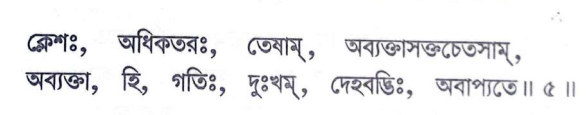 ক্লেশঃ, অধিকতরঃ, তেষাম্, অব্যক্তাসক্তচেতসাম্,
অব্যক্তা, হি, গতিঃ, দুঃখম্, দেহবদ্ভিঃ, অবাপ্যতে॥ ৫ ॥